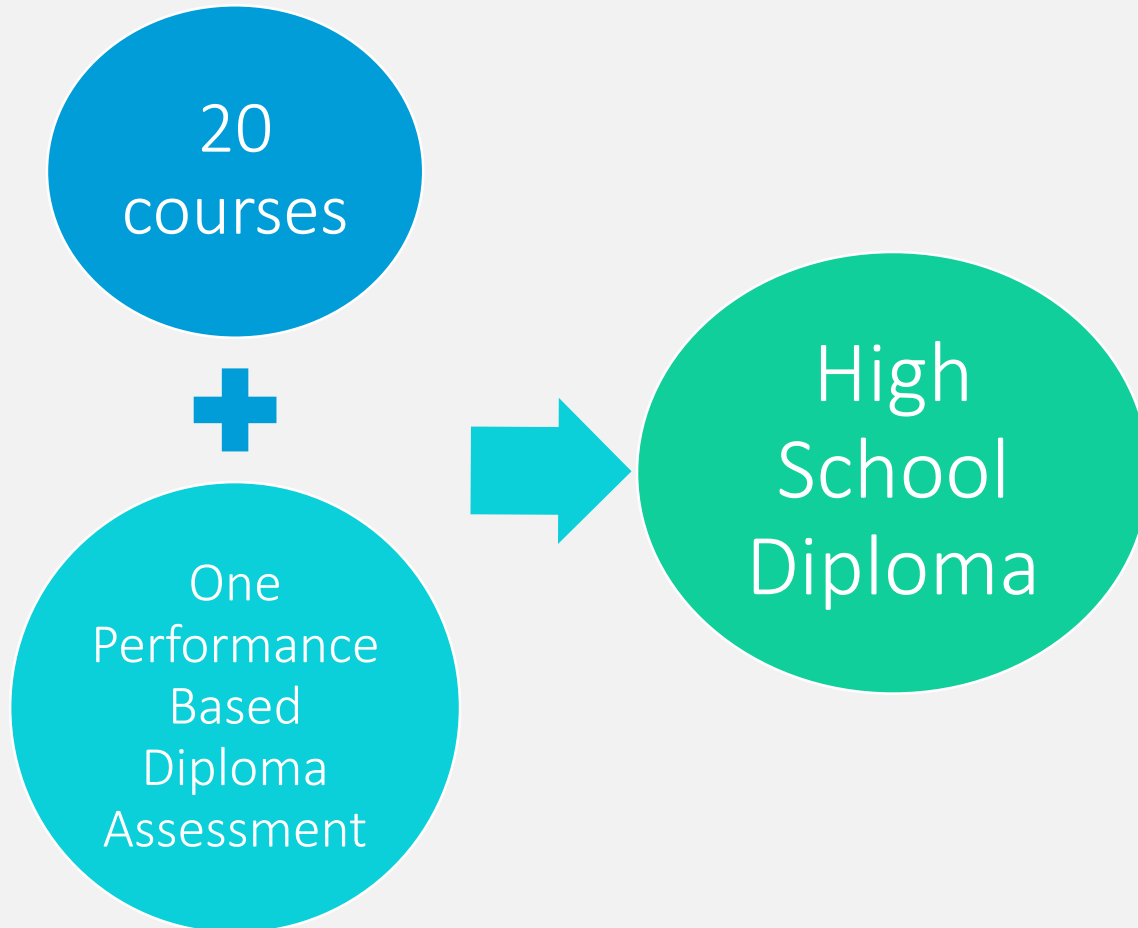 20
courses
One
Performance
Based
Diploma
Assessment
High
School
Diploma